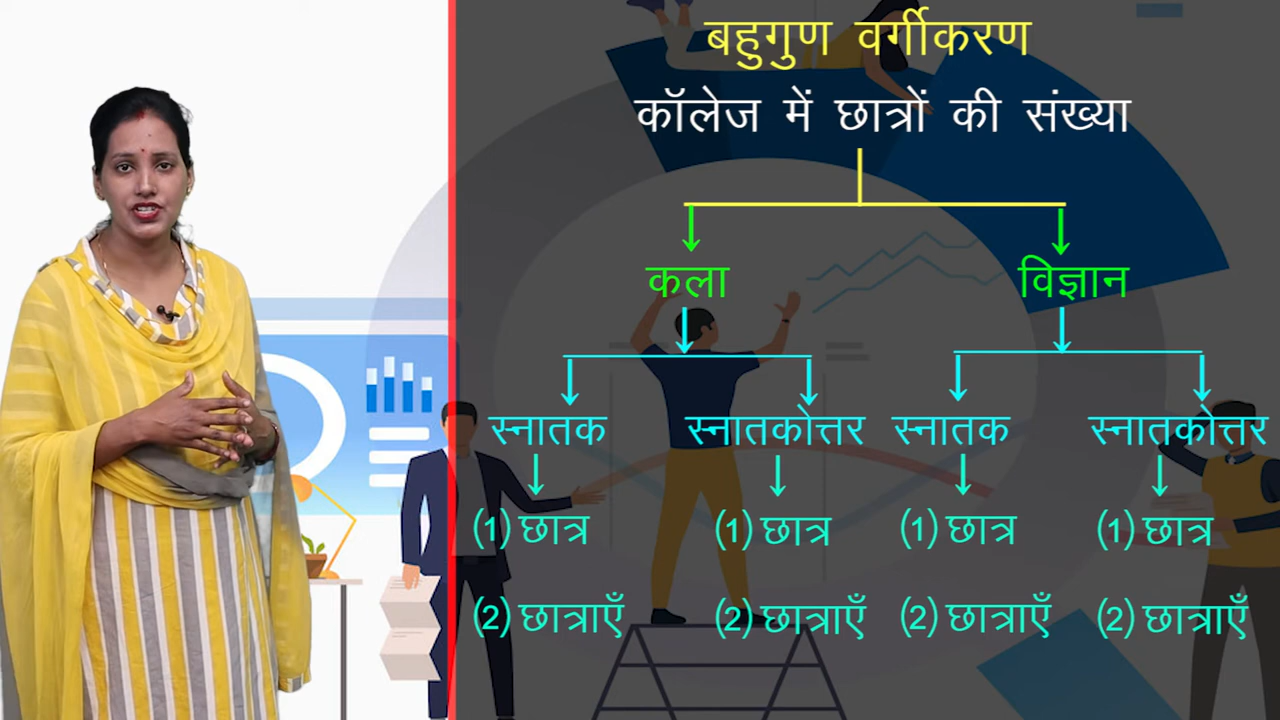 बहुगुण वर्गीकरण
कॉलेज में छात्रों की संख्या
कला विज्ञान
स्नातक स्नातकोत्तर स्नातक स्नातकोत्तर
(1) छात्र (1) छात्र (1) छात्र (1) छात्र
(2) छात्राएँ (2) छात्राएँ (2) छात्राएँ (2) छात्राएँ